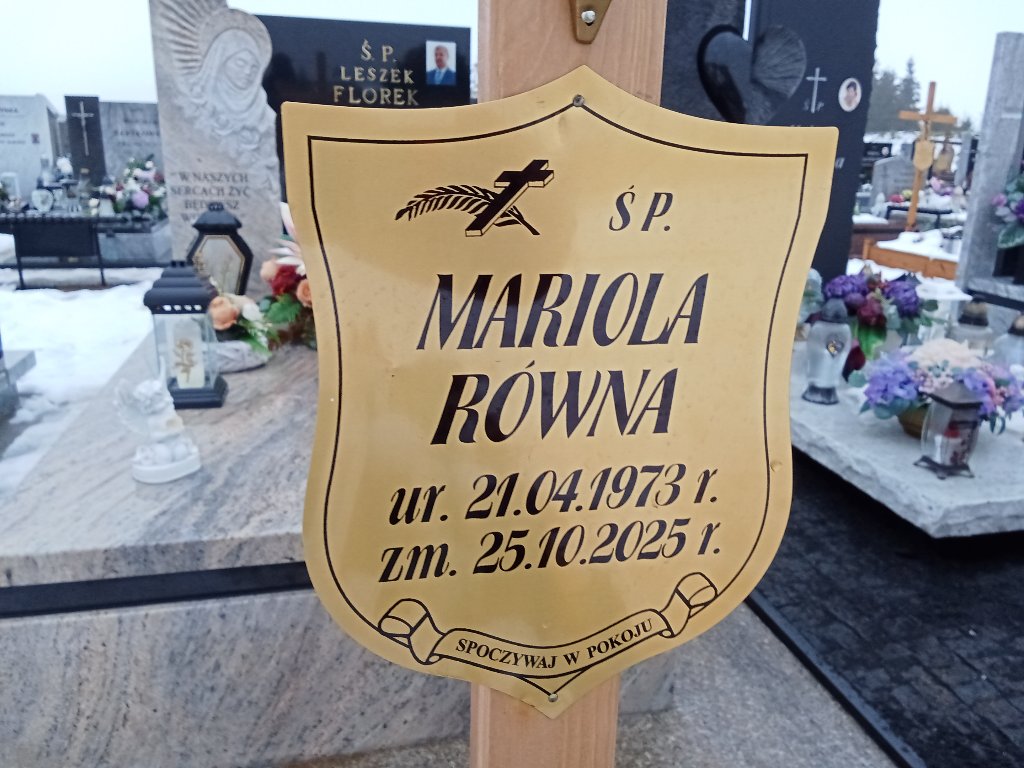 Ś. P.
LESZEK
FLOREK
W NASZYCH
SERCACH ŻYĆ
Ś P.
MARIOLA
RÓWNA
ur. 21.04.1973 r.
zm. 25.10.2025 r.
SPOCZYWAJ W POKOJU